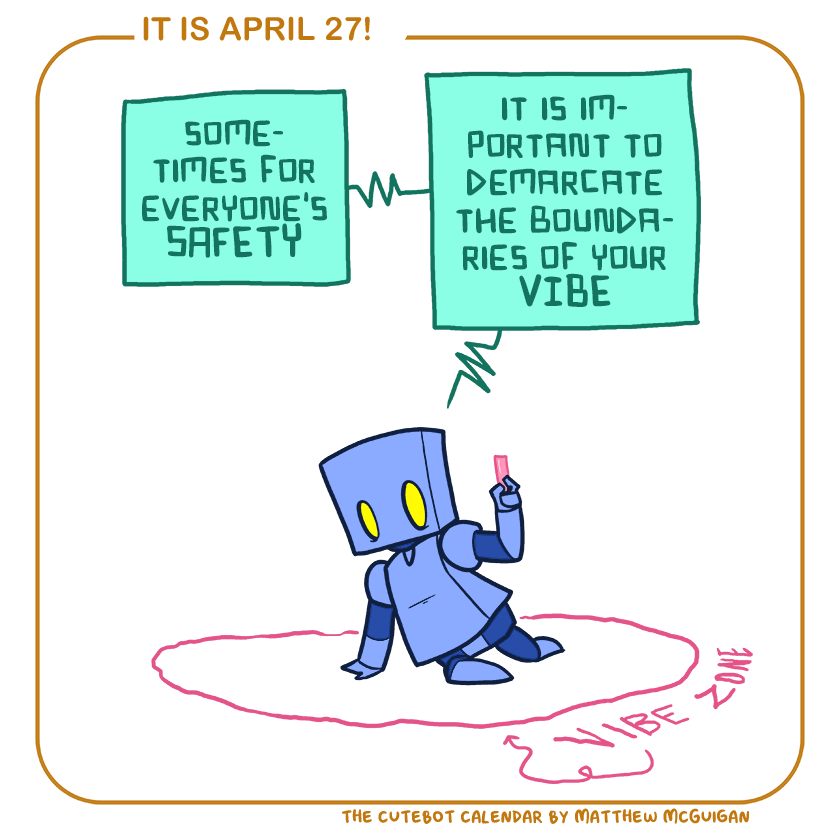 IT IS APRIL 27!
SOME-
TIMES FOR
EVERYONE'S
SAFETY
IT IS IM-
PORTANT TO
DEMARCATE
THE BOUNDA-
RIES OF YOUR
VIBE
VIBE ZONE
THE CUTEBOT CALENDAR BY MATTHEW MCGUIGAN